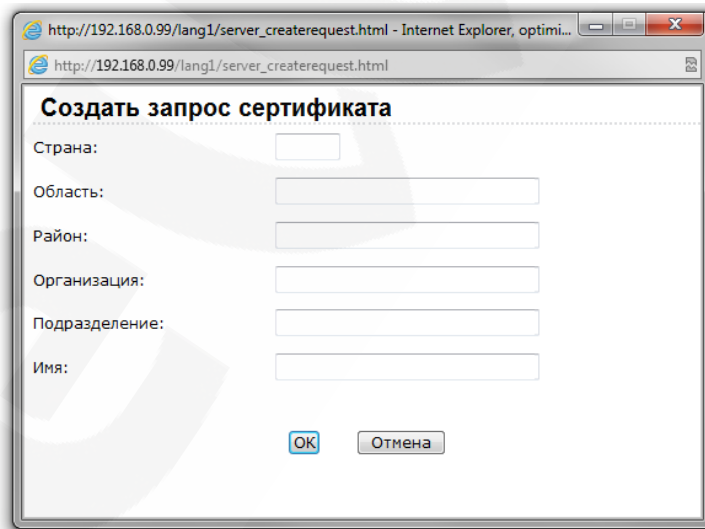 http://192.168.0.99/lang1/server_createrequest.html - Internet Explorer, optimi...
http://192.168.0.99/lang1/server_createrequest.html
Создать запрос сертификата
Страна:
Область:
Район:
Организация:
Подразделение:
Имя:
OK Отмена